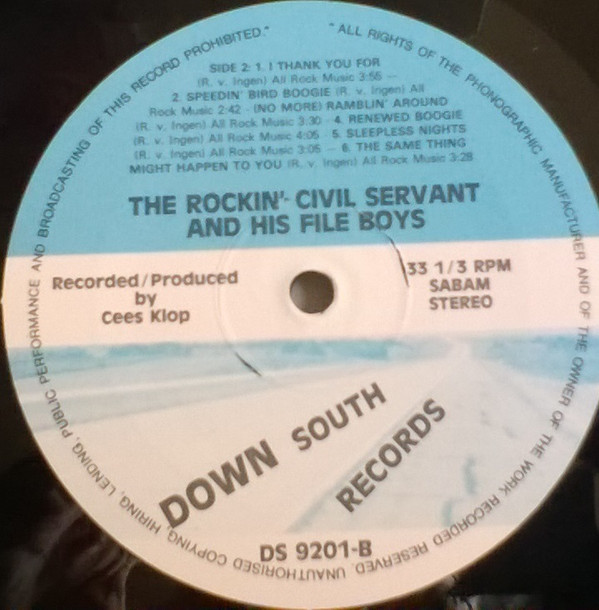 SIDE 2: 1. I THANK YOU FOR
(R. v. Ingen) All Rock Music 3:55 —
2. SPEEDIN' BIRD BOOGIE (R. v. Ingen) All
Rock Music 2:42 - (NO MORE) RAMBLIN' AROUND
(R. v. Ingen) All Rock Music 3:30 - 4. RENEWED BOOGIE
(R. v. Ingen) All Rock Music 4:05 5. SLEEPLESS NIGHTS
(R. v. Ingen) All Rock Music 3:05 — 6. THE SAME THING
MIGHT HAPPEN TO YOU (R. v. Ingen) All Rock Music 3:28
THE ROCKIN' CIVIL SERVANT
AND HIS FILE BOYS
Recorded/Produced
by
Cees Klop
33 1/3 RPM
SABAM
STEREO
DOWN SOUTH
RECORDS
DS 9201-B
"ALL RIGHTS OF THE PHONOGRAPHIC MANUFACTURER AND OF THE OWNER OF THE WORK RECORDED RESERVED. UNAUTHORISED COPYING, HIRING, LENDING, PUBLIC PERFORMANCE AND BROADCASTING OF THIS RECORD PROHIBITED."